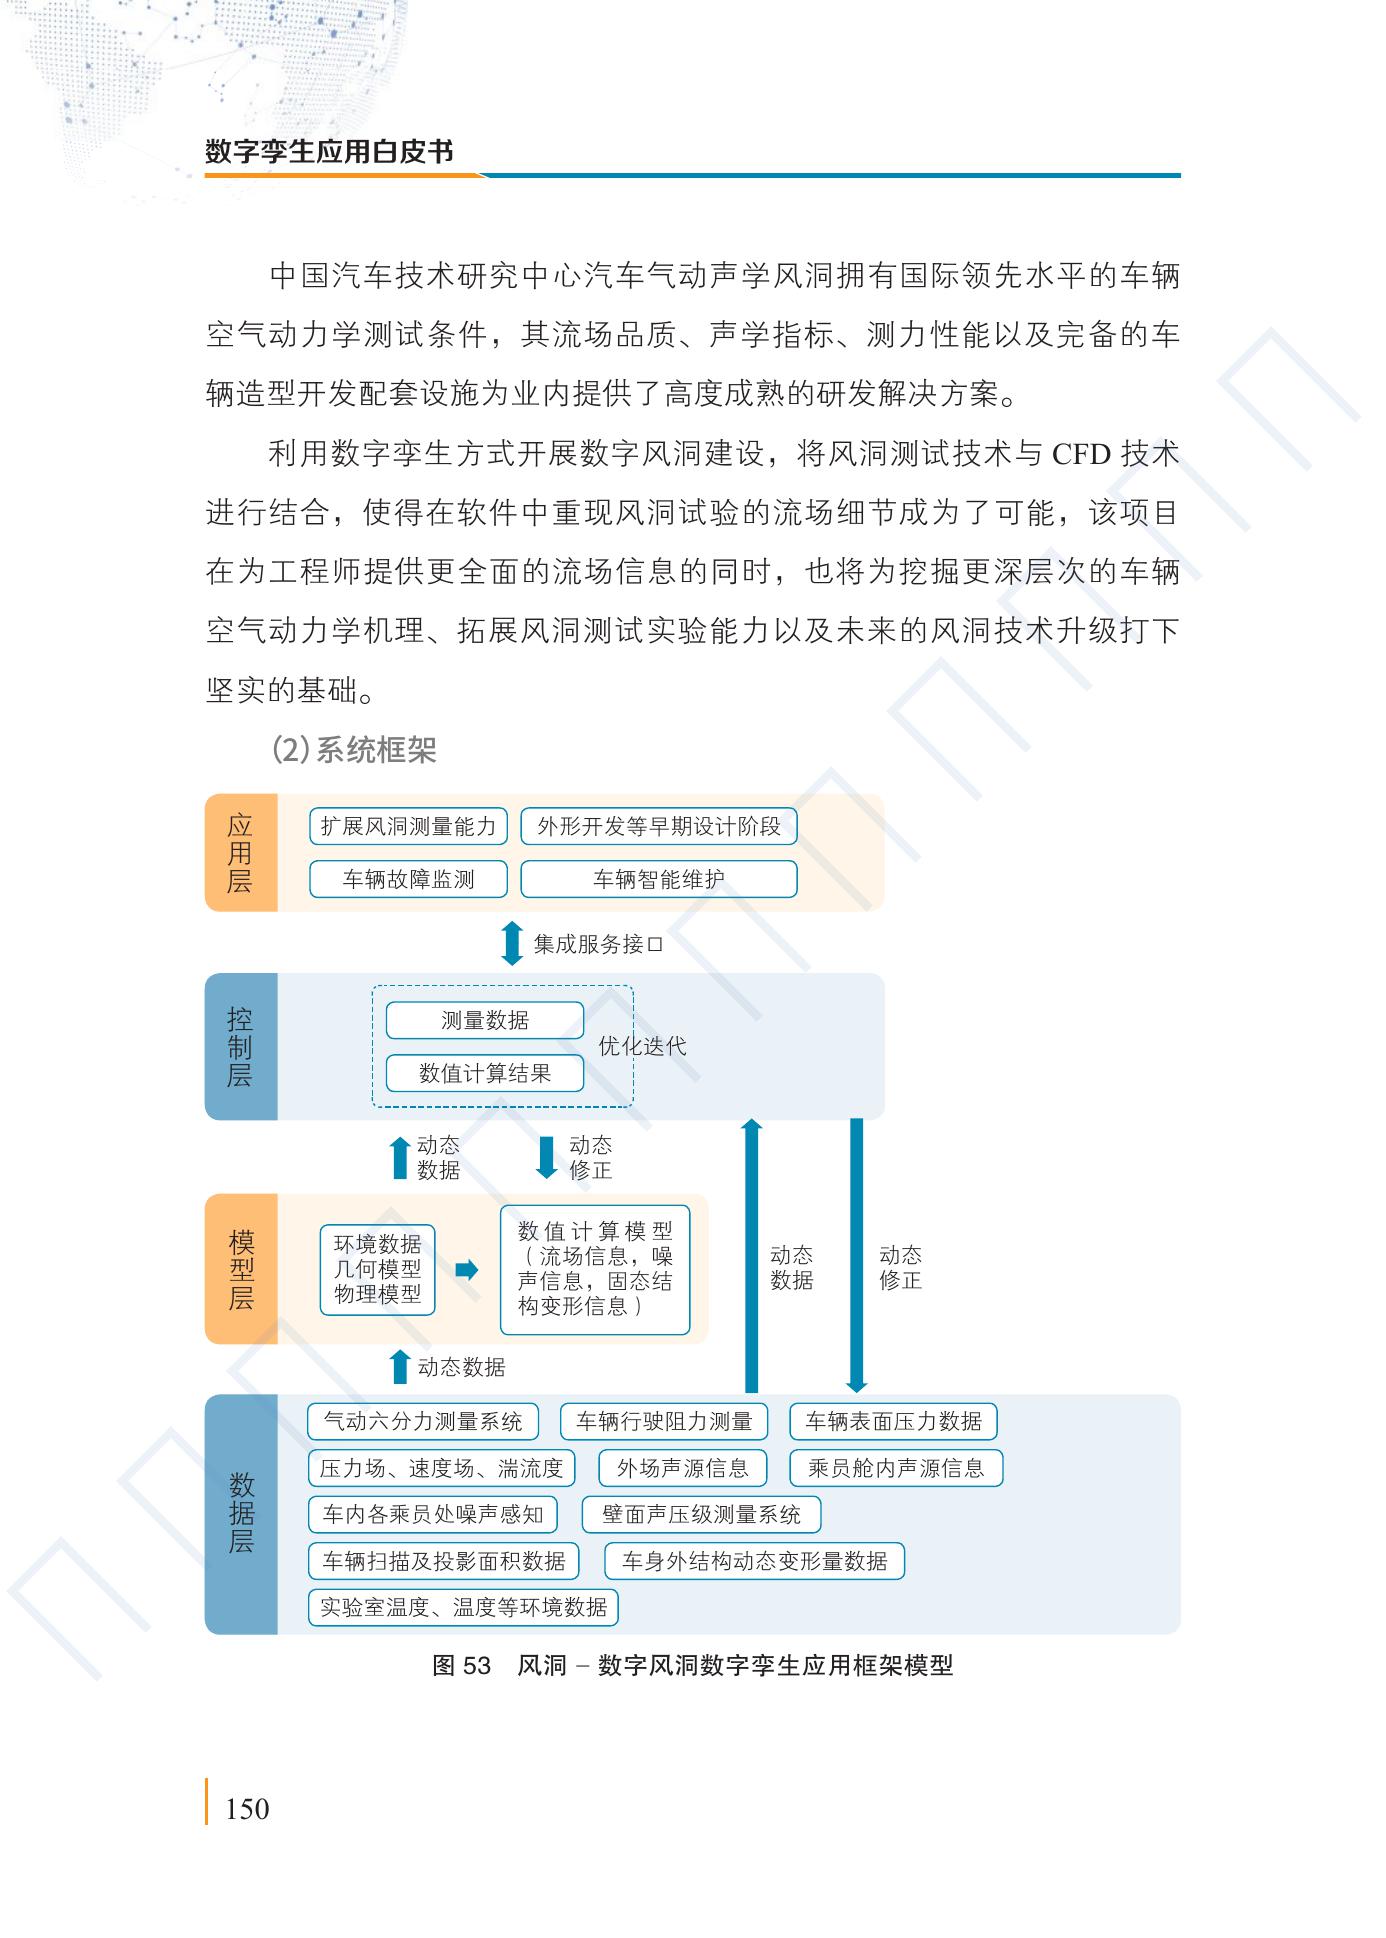 数字孪生应用白皮书
中国汽车技术研究中心汽车气动声学风洞拥有国际领先水平的车辆
空气动力学测试条件，其流场品质、声学指标、测力性能以及完备的车
辆造型开发配套设施为业内提供了高度成熟的研发解决方案。
利用数字孪生方式开展数字风洞建设，将风洞测试技术与 CFD 技术
进行结合，使得在软件中重现风洞试验的流场细节成为了可能，该项目
在为工程师提供更全面的流场信息的同时，也将为挖掘更深层次的车辆
空气动力学机理、拓展风洞测试实验能力以及未来的风洞技术升级打下
坚实的基础。
（2）系统框架
应用层
扩展风洞测量能力
外形开发等早期设计阶段
车辆故障监测
车辆智能维护
集成服务接口
控制层
测量数据
优化迭代
数值计算结果
动态
数据
动态
修正
模型层
环境数据
几何模型
物理模型
数值计算模型
（流场信息，噪
声信息，固态结
构变形信息）
动态
数据
动态
修正
动态数据
数据层
气动六分力测量系统
车辆行驶阻力测量
车辆表面压力数据
压力场、速度场、湍流度
外场声源信息
乘员舱内声源信息
车内各乘员处噪声感知
壁面声压级测量系统
车辆扫描及投影面积数据
车身外结构动态变形量数据
实验室温度、温度等环境数据
图 53　风洞 – 数字风洞数字孪生应用框架模型
150